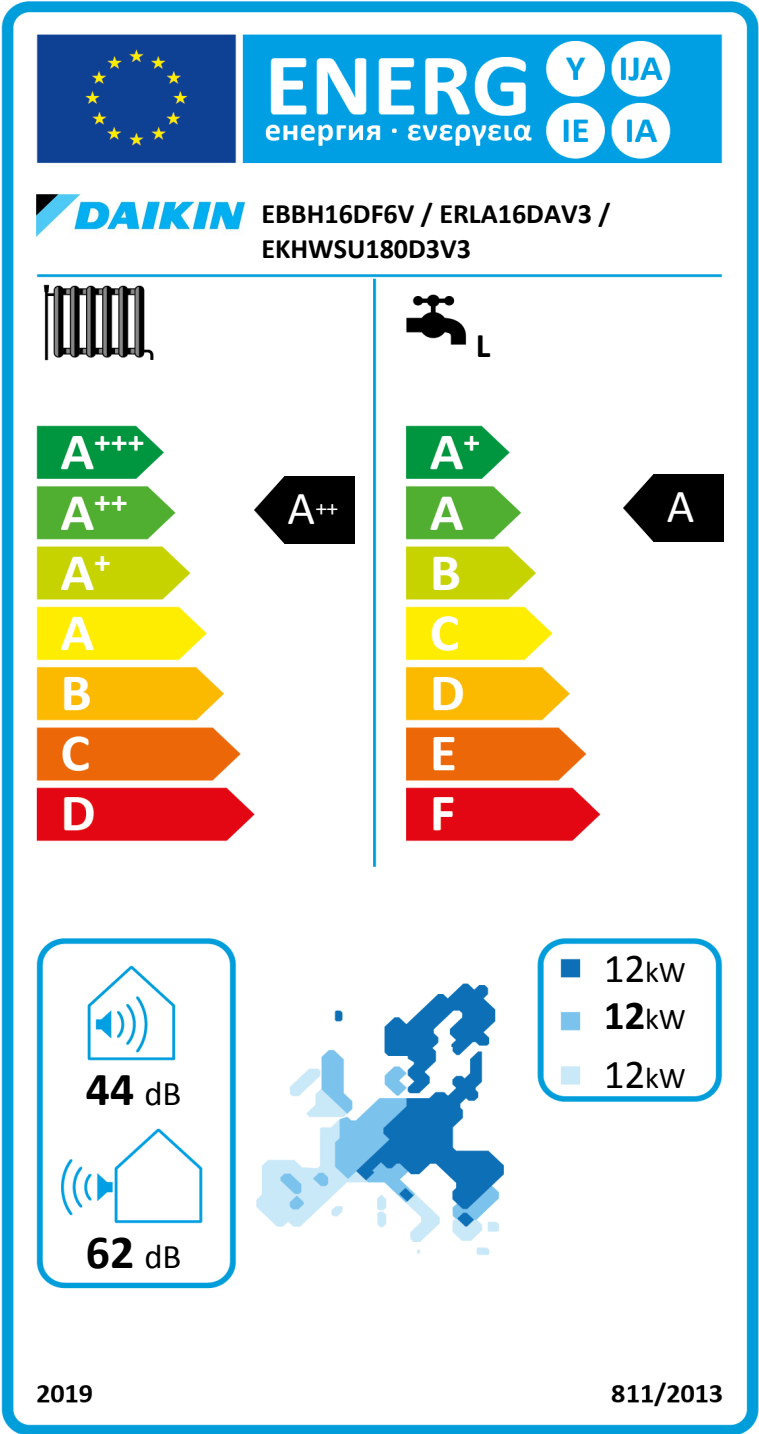 ENERG Y IJA
енергия · ενεργεια IE IA
DAIKIN EBBH16DF6V / ERLA16DAV3 /
EKHWSU180D3V3
L
A+++
A++
A+
A
B
C
D
A++
A+
A
B
C
D
E
F
A
44 dB
62 dB
12kW
12kW
12kW
2019 811/2013